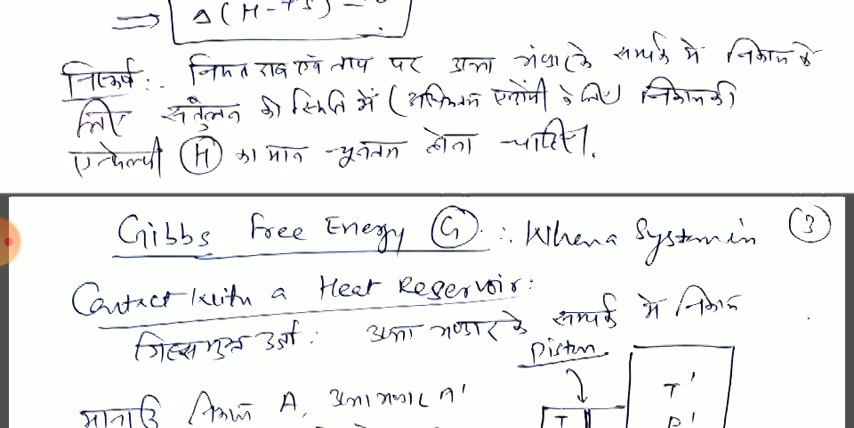 ⇒ Δ(H-TS) =
निष्कर्ष:. नियत दाब एवं ताप पर ऊष्मा भंडार के सम्पर्क में निकाय के
लिए संतुलन की स्थिति में (अधिकतम एन्ट्रोपी के लिए) निकाय की
एन्थैल्पी (H) का मान न्यूनतम होना चाहिए.
Gibbs free Energy (G) .: When a System in (3)
Contact with a Heat Reservoir:
गिब्स मुक्त ऊर्जा: ऊष्मा भण्डार के सम्पर्क में निकाय
piston
माना कि निकाय A, ऊष्मा भण्डार A'
T T'
P'